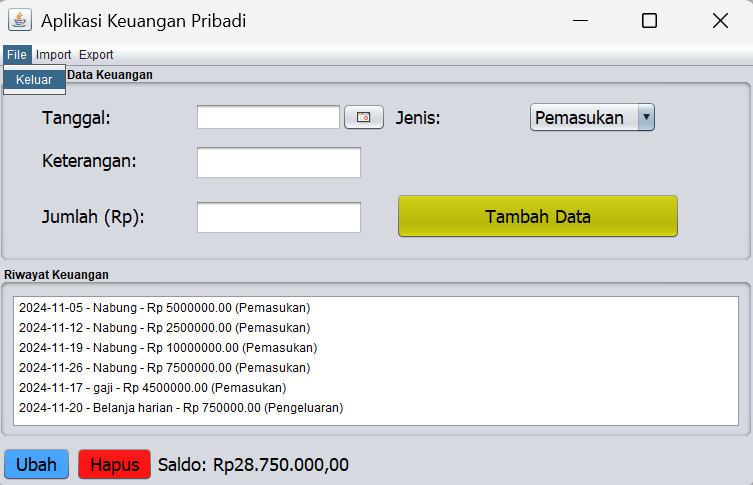 Aplikasi Keuangan Pribadi
File Import Export
Keluar
Data Keuangan
Tanggal:
Jenis:
Pemasukan
Keterangan:
Jumlah (Rp):
Tambah Data
Riwayat Keuangan
2024-11-05 - Nabung - Rp 5000000.00 (Pemasukan)
2024-11-12 - Nabung - Rp 2500000.00 (Pemasukan)
2024-11-19 - Nabung - Rp 10000000.00 (Pemasukan)
2024-11-26 - Nabung - Rp 7500000.00 (Pemasukan)
2024-11-17 - gaji - Rp 4500000.00 (Pemasukan)
2024-11-20 - Belanja harian - Rp 750000.00 (Pengeluaran)
Ubah Hapus Saldo: Rp28.750.000,00